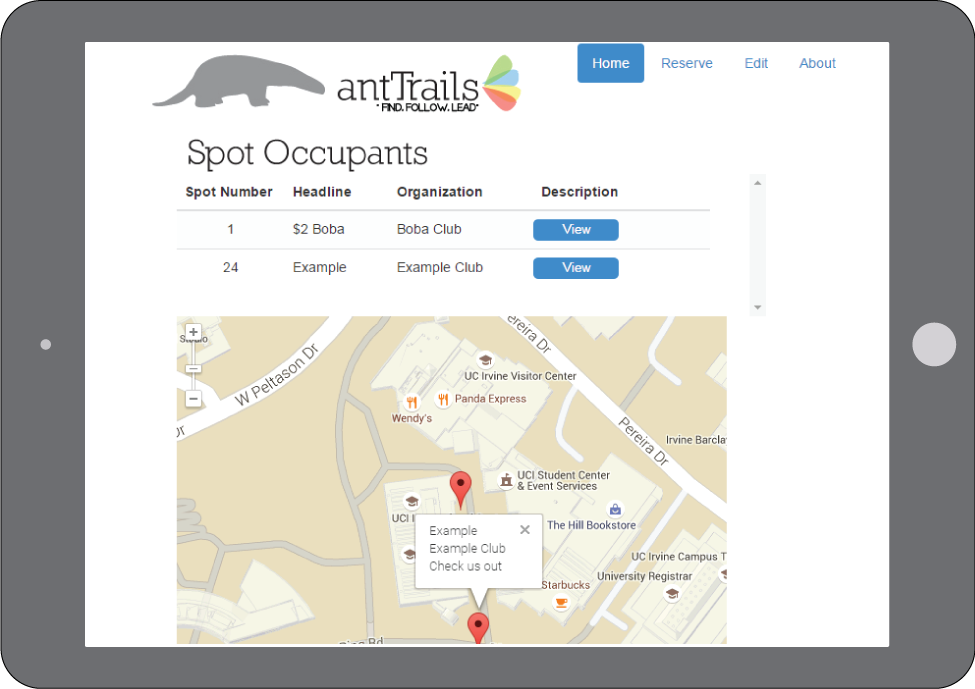 Home Reserve Edit About
antTrails
"FIND. FOLLOW. LEAD"
Spot Occupants
Spot Number Headline Organization Description
1 $2 Boba Boba Club View
24 Example Example Club View
+
−
W Peltason Dr
Pereira Dr
UC Irvine Visitor Center
Panda Express
Wendy's
Pereira Dr
Irvine Barcla
UCI Student Center
& Event Services
UCI
The Hill Bookstore
Example ×
Example Club
Check us out
UC Irvine Campus T
University Registrar
Starbucks
Rd